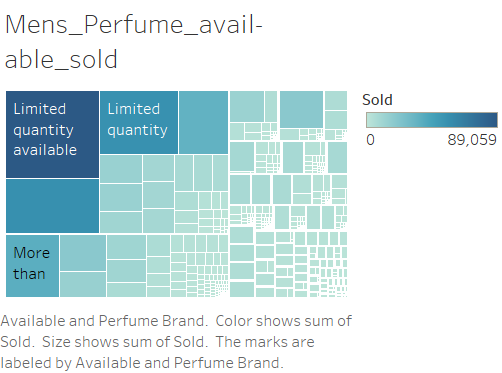 Mens_Perfume_avail-
able_sold
Limited
quantity
available
Limited
quantity
More
than
Sold
0 89,059
Available and Perfume Brand.  Color shows sum of
Sold.  Size shows sum of Sold.  The marks are
labeled by Available and Perfume Brand.